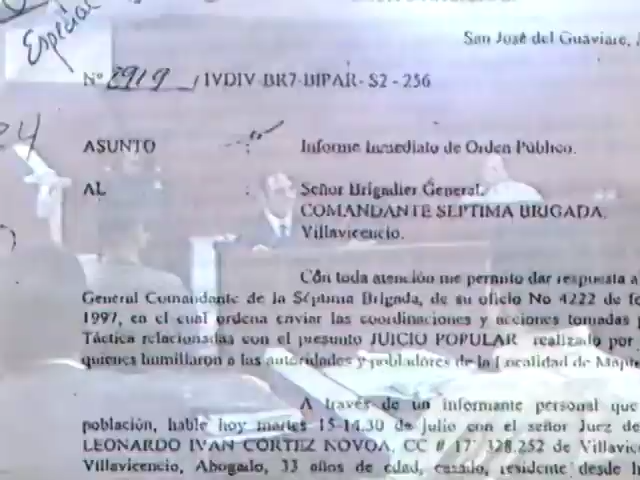 Especial
San José del Guaviare,
Nº 2919 / IVDIV-BR7-BIPAR-S2-256
24
ASUNTO : Informe Inmediato de Orden Público.
AL : Señor Brigadier General.
COMANDANTE SEPTIMA BRIGADA.
Villavicencio.
Con toda atención me permito dar respuesta a
General Comandante de la Séptima Brigada, de su oficio No 4222 de
1997, en el cual ordena enviar las coordinaciones y acciones tomadas
Táctica relacionadas con el presunto JUICIO POPULAR realizado por
quienes humillaron a las autoridades y pobladores de la Localidad de
A través de un informante personal que
población, hable hoy martes 15-14.30 de julio con el señor Juez de
LEONARDO IVAN CORTEZ NOVOA, CC # 17'328.252 de
Villavicencio, Abogado, 33 años de edad, casado, residente desde